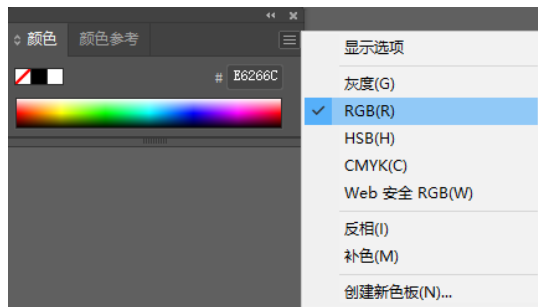 颜色 颜色参考
# E6266C
显示选项
灰度(G)
RGB(R)
HSB(H)
CMYK(C)
Web 安全 RGB(W)
反相(I)
补色(M)
创建新色板(N)...